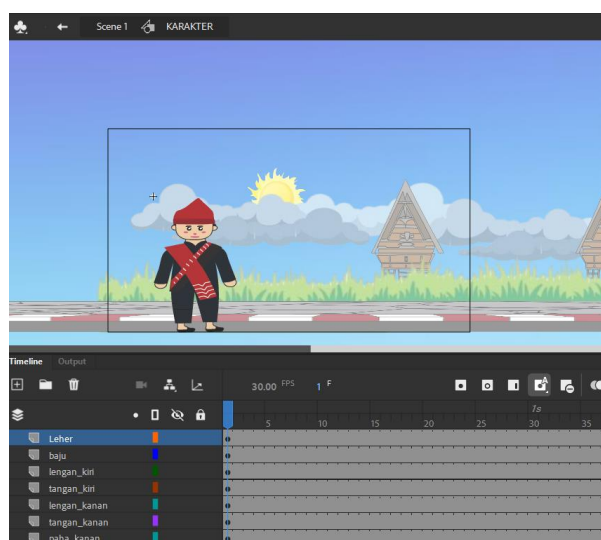 Scene 1 KARAKTER
Timeline Output
30.00 FPS 1 F
1s
5 10 15 20 25 30 35
Leher
baju
lengan_kiri
tangan_kiri
lengan_kanan
tangan_kanan
paha_kanan